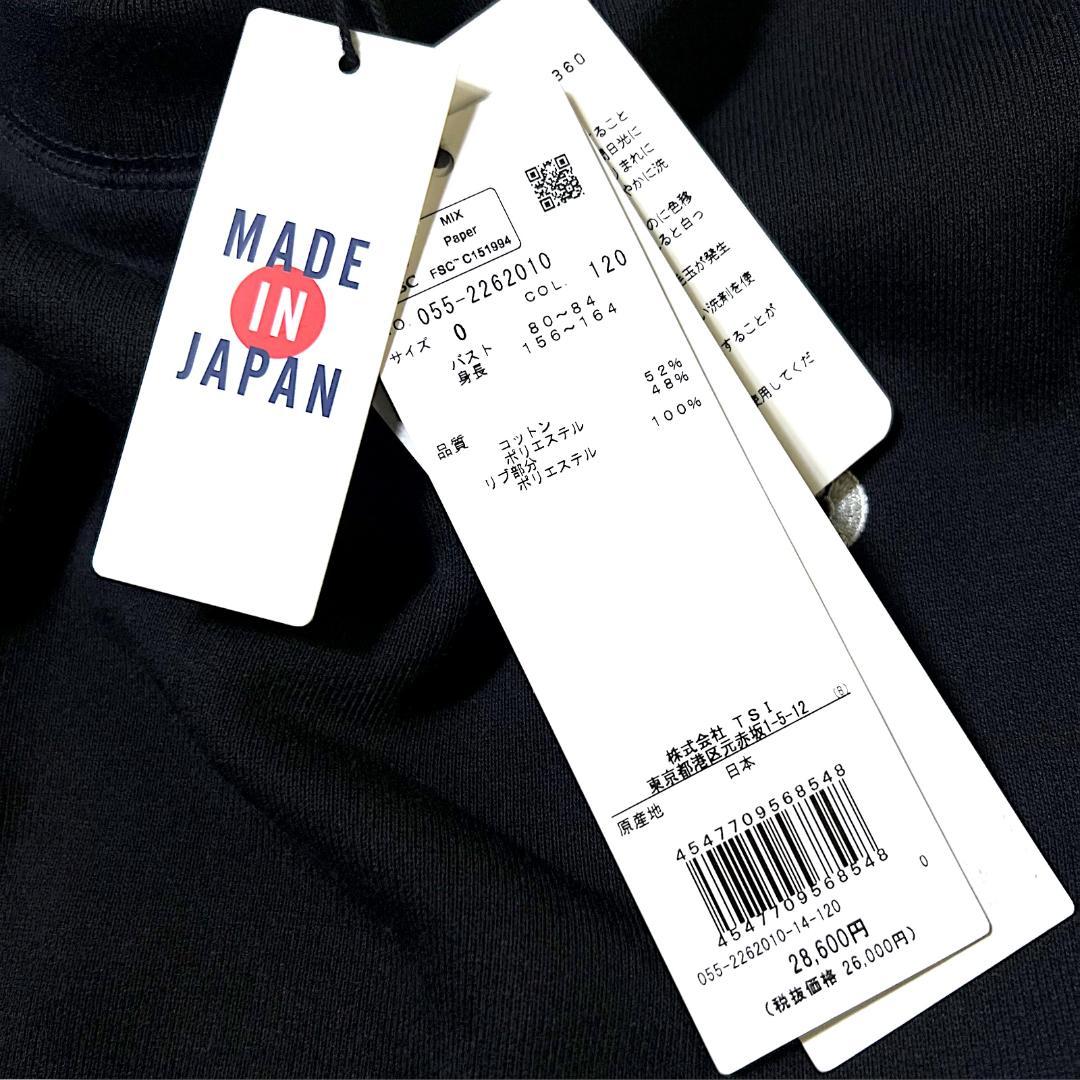 MADE
IN
JAPAN
MIX
Paper
FSC™ C151994
055-2262010
COL. 120
サイズ 0
バスト 80～84
身長 156～164
品質 コットン 52%
ポリエステル 48%
リブ部分
ポリエステル 100%
(B)
株式会社 TSI
東京都港区元赤坂1-5-12
原産地 日本
4547709568548
4547709568548
0
055-2262010-14-120
28,600円
(税抜価格 26,000円)
360
ること
日光に
まれに
やかに洗
のに色移
ると白っ
毛玉が発生
い洗剤を使
することが
使用してくだ